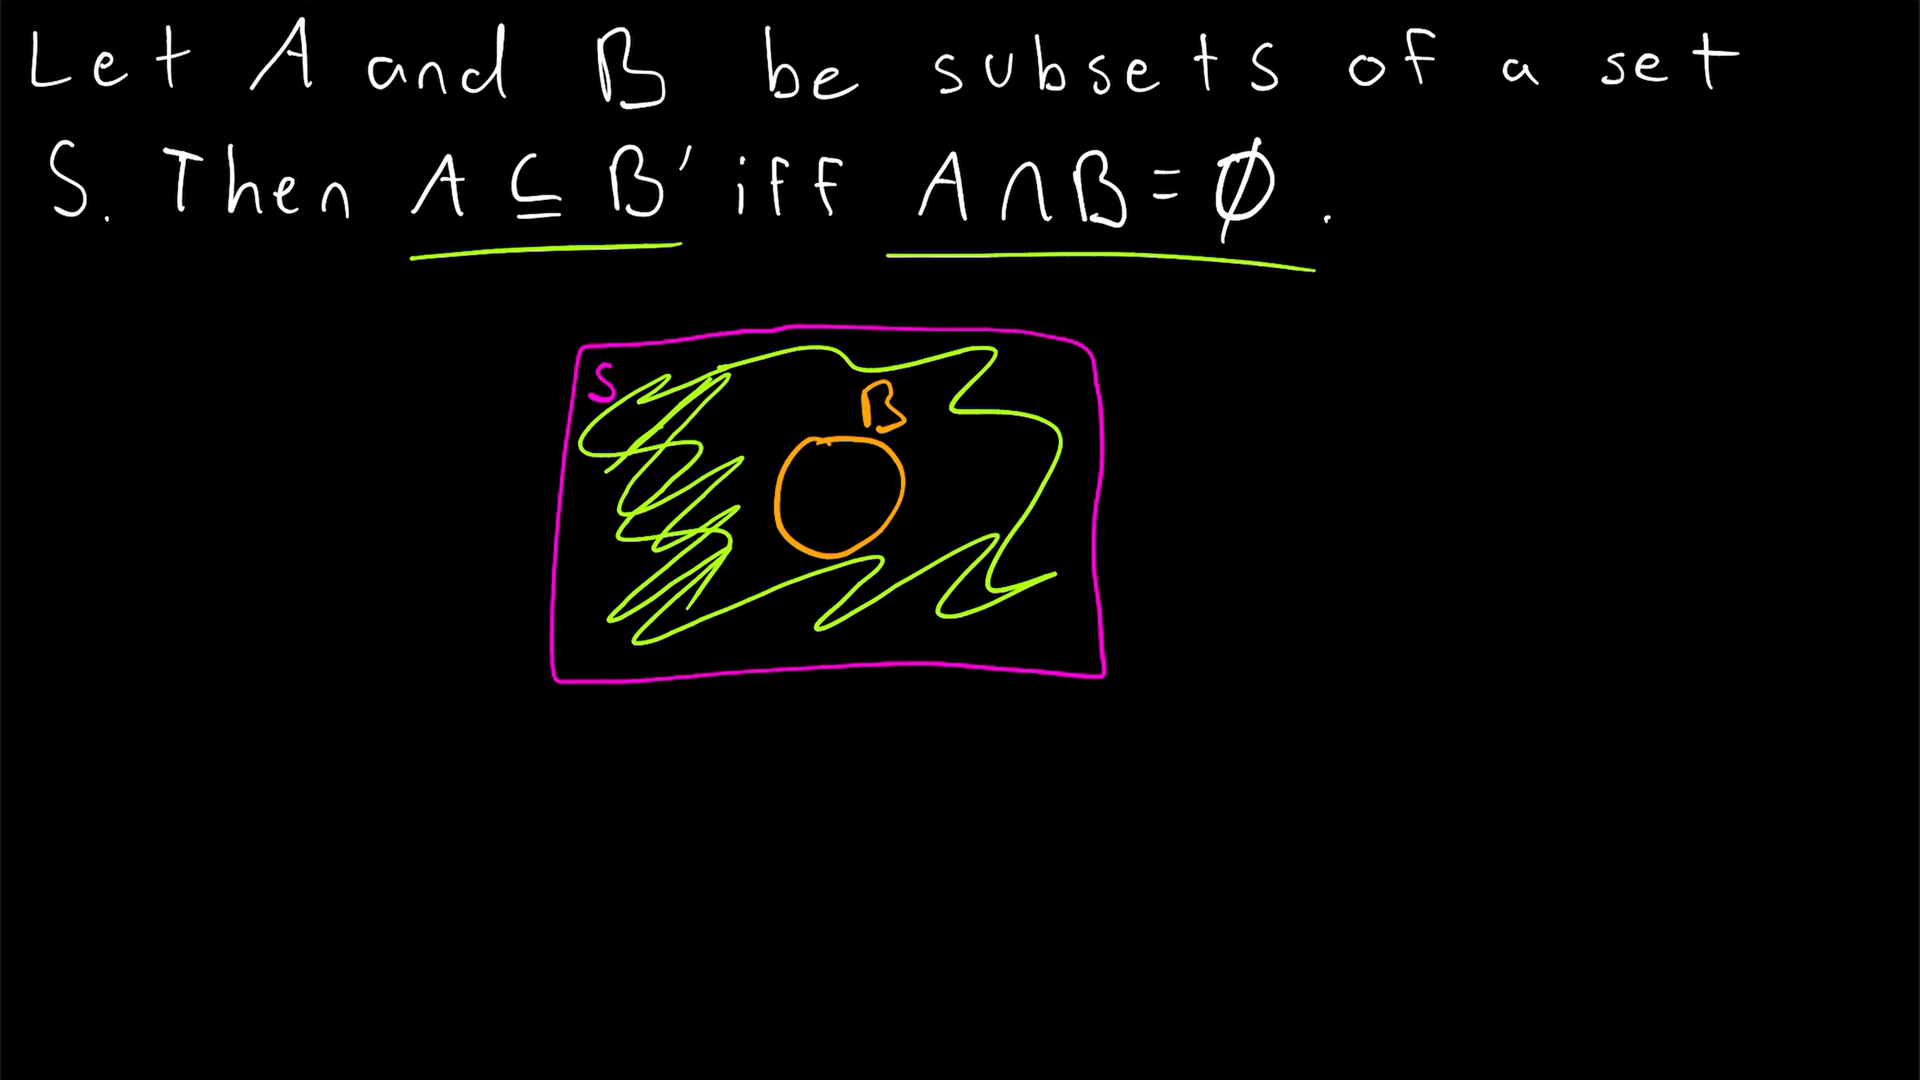 Let A and B be subsets of a set
S. Then A ⊆ B' iff A∩B = ∅.
S
B